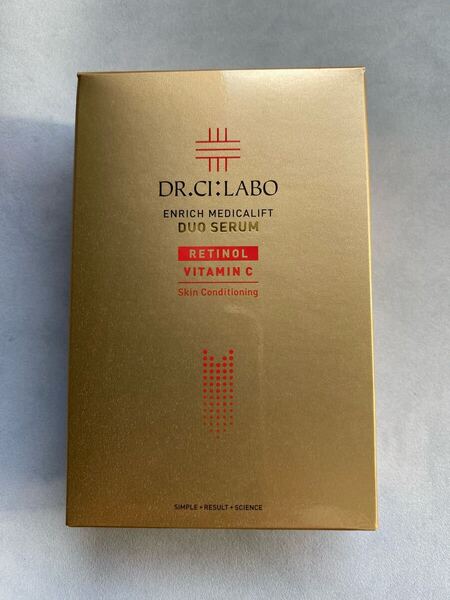 DR.CI:LABO
ENRICH MEDICALIFT
DUO SERUM
RETINOL
VITAMIN C
Skin Conditioning
SIMPLE + RESULT + SCIENCE